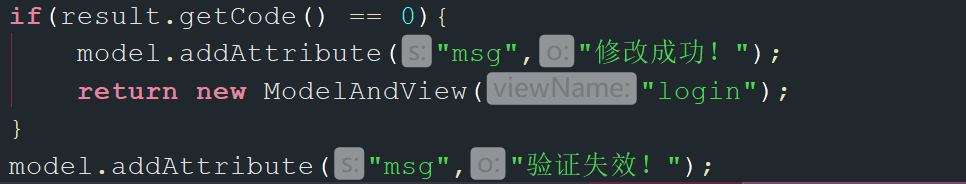 if(result.getCode() == 0){
model.addAttribute(s: "msg",o: "修改成功！");
return new ModelAndView(viewName: "login");
}
model.addAttribute(s: "msg",o: "验证失效！");